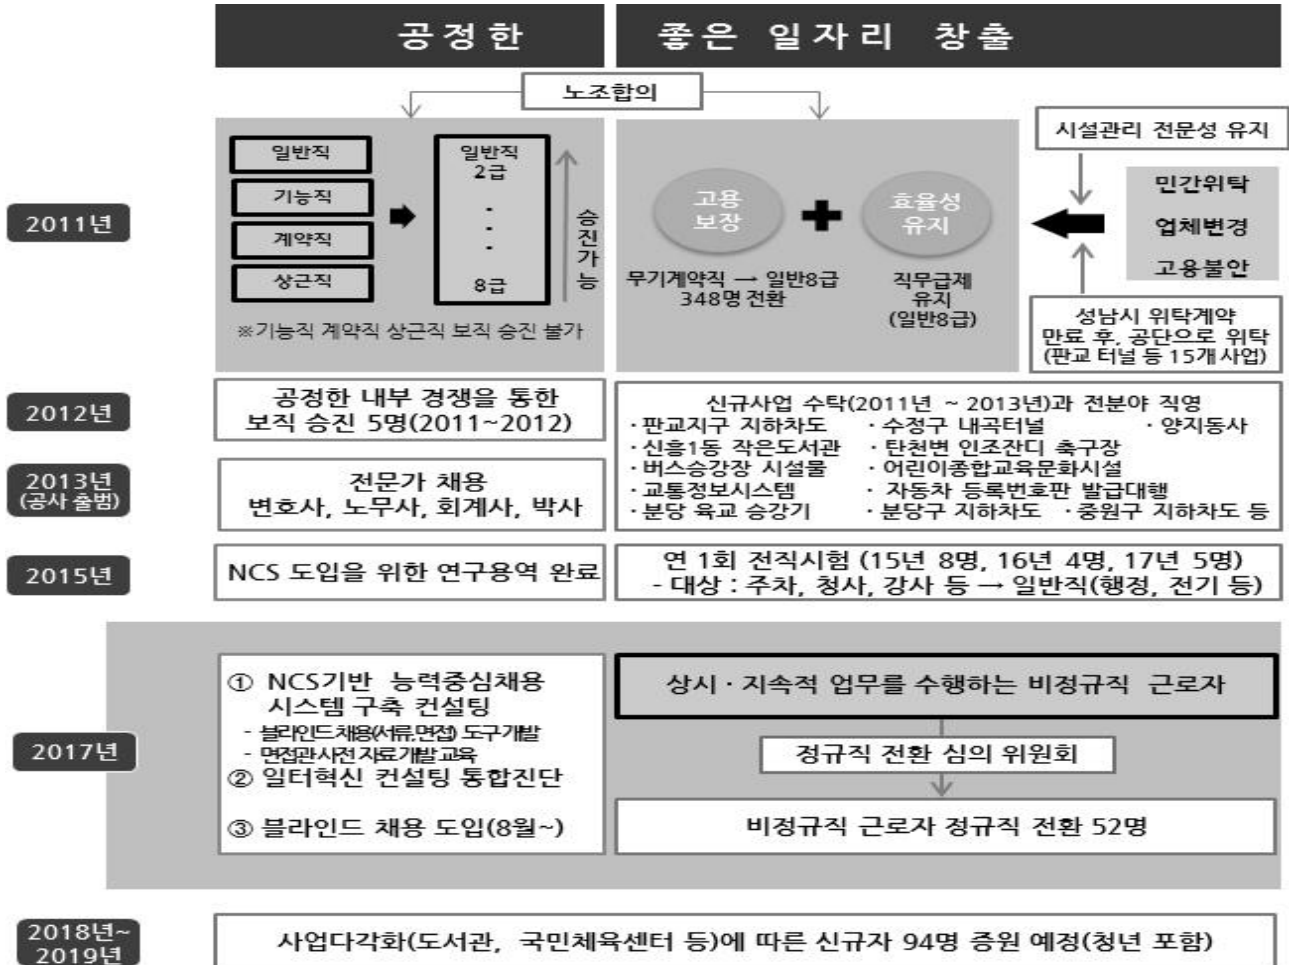 공정한
좋은 일자리 창출
노조합의
2011년
일반직
기능직
계약직
상근직
일반직
2급
.
.
.
8급
승진가능
※기능직 계약직 상근직 보직 승진 불가
고용
보장
효율성
유지
무기계약직 → 일반8급
348명 전환
직무급제
유지
(일반8급)
시설관리 전문성 유지
민간위탁
업체변경
고용불안
성남시 위탁계약
만료 후, 공단으로 위탁
(판교 터널 등 15개 사업)
2012년
공정한 내부 경쟁을 통한
보직 승진 5명(2011~2012)
2013년
(공사 출범)
전문가 채용
변호사, 노무사, 회계사, 박사
신규사업 수탁(2011년 ~ 2013년)과 전분야 직영
·판교지구 지하차도 ·수정구 내곡터널 ·양지동사
·신흥1동 작은도서관 ·탄천변 인조잔디 축구장
·버스승강장 시설물 ·어린이종합교육문화시설
·교통정보시스템 · 자동차 등록번호판 발급대행
·분당 육교 승강기 ·분당구 지하차도 ·중원구 지하차도 등
2015년
NCS 도입을 위한 연구용역 완료
연 1회 전직시험 (15년 8명, 16년 4명, 17년 5명)
- 대상 : 주차, 청사, 강사 등 → 일반직(행정, 전기 등)
2017년
① NCS기반 능력중심채용
시스템 구축 컨설팅
- 블라인드채용(서류,면접) 도구개발
- 면접관사전자료개발교육
② 일터혁신 컨설팅 통합진단
③ 블라인드 채용 도입(8월~)
상시·지속적 업무를 수행하는 비정규직 근로자
정규직 전환 심의 위원회
비정규직 근로자 정규직 전환 52명
2018년~
2019년
사업다각화(도서관, 국민체육센터 등)에 따른 신규자 94명 증원 예정(청년 포함)